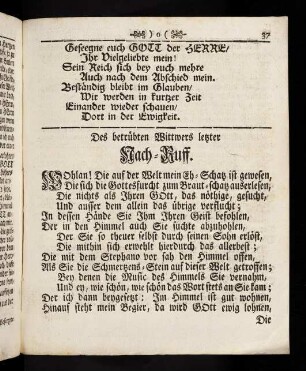 ) o (
37
Gesegne euch GOTT der HERRE/
Ihr Vielgeliebte mein!
Sein Reich sich bey euch mehre
Auch nach dem Abschied mein.
Beständig bleibt im Glauben/
Wir werden in kurtzer Zeit
Einander wieder schauen/
Dort in der Ewigkeit.
Des betrübten Wittwers letzter
Nach-Ruff.
WOhlan! Die auf der Welt mein Eh-Schatz ist gewesen,
Die sich die Gottesfurcht zum Braut-schatz außerlesen,
Die nichts als Ihren GOtt, das nöthige, gesucht,
Und ausser dem allein das übrige verflucht;
In dessen Hände Sie Ihm Ihren Geist befohlen,
Der in den Himmel auch Sie suchte abzuhohlen,
Der Sie so theuer selbst durch seinen Sohn erlöst,
Die mithin sich erwehlt hierdurch das allerbest;
Die mit dem Stephano vor sah den Himmel offen,
Als Sie die Schmertzens-Stein auf dieser Welt getroffen;
Bey denen die Music des Himmels Sie vernahm,
Und ey, wie schön, wie schön das Wort stets an Sie kam;
Der ich dann beygesetzt: Im Himmel ist gut wohnen,
Hinauf steht mein Begier, da wird GOtt ewig lohnen,
Die